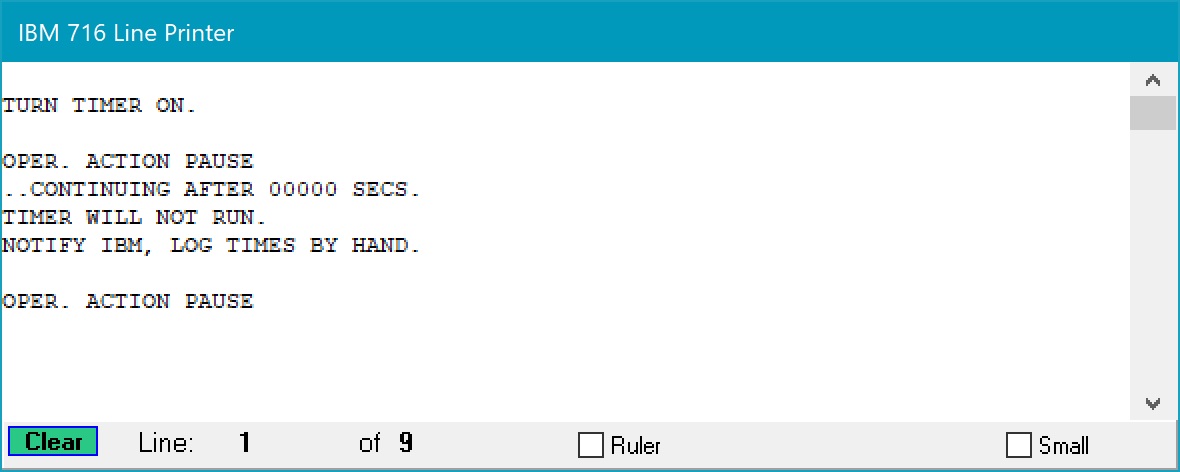 IBM 716 Line Printer
TURN TIMER ON.
OPER. ACTION PAUSE
..CONTINUING AFTER 00000 SECS.
TIMER WILL NOT RUN.
NOTIFY IBM, LOG TIMES BY HAND.
OPER. ACTION PAUSE
Clear Line: 1 of 9 Ruler Small